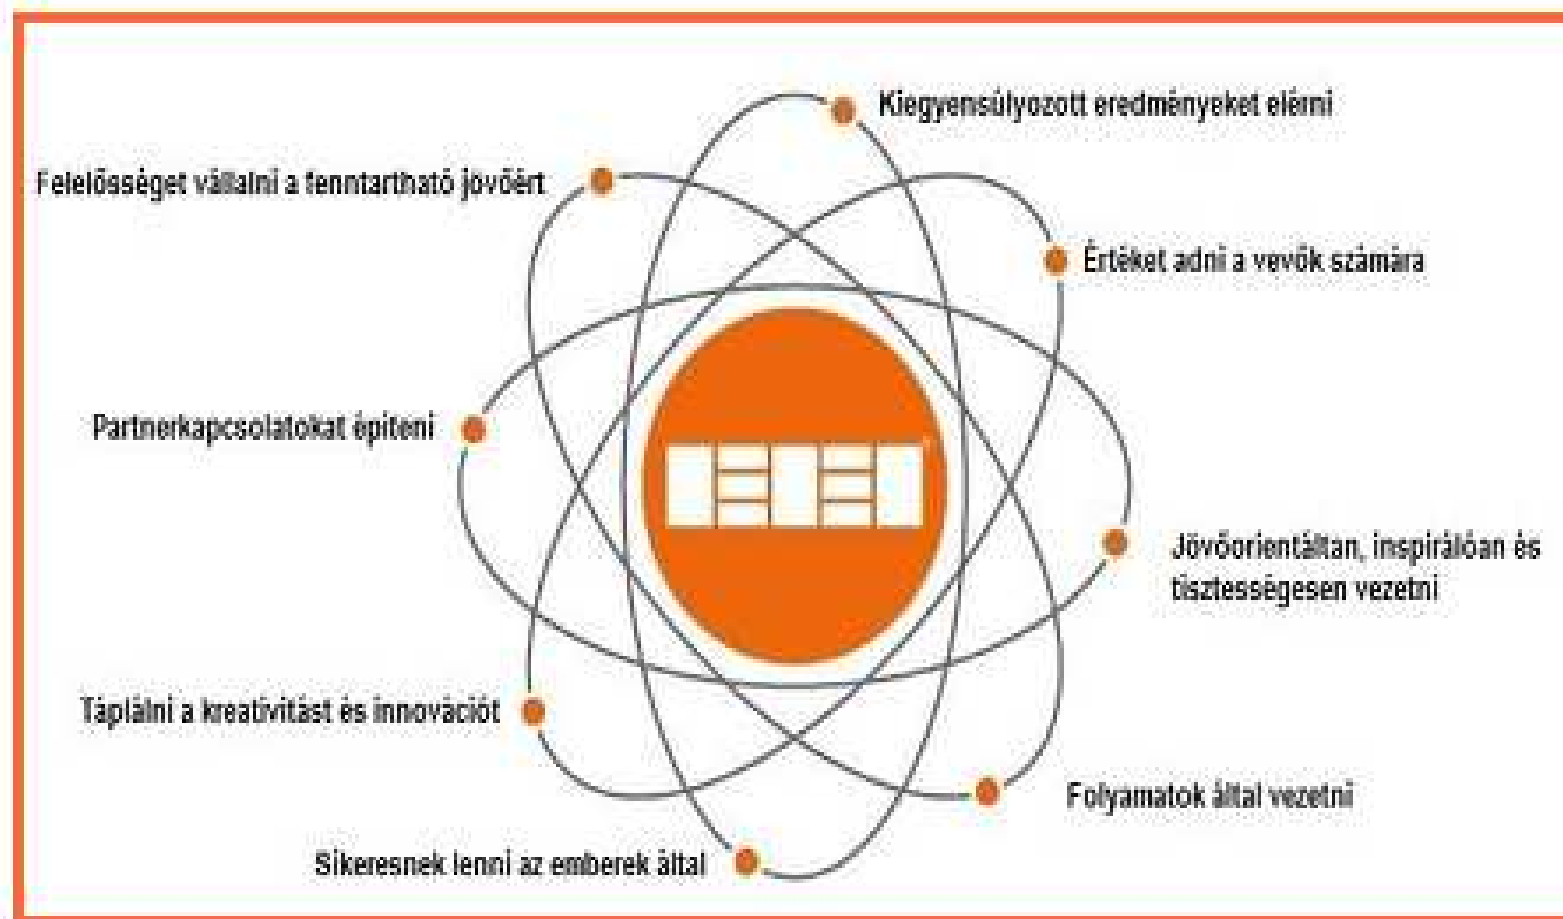 Kiegyensúlyozott eredményeket elérni
Felelősséget vállalni a fenntartható jövőért
Értéket adni a vevők számára
Partnerkapcsolatokat építeni
Jövőorientáltan, inspirálóan és
tisztességesen vezetni
Táplálni a kreativitást és innovációt
Folyamatok által vezetni
Sikeresnek lenni az emberek által